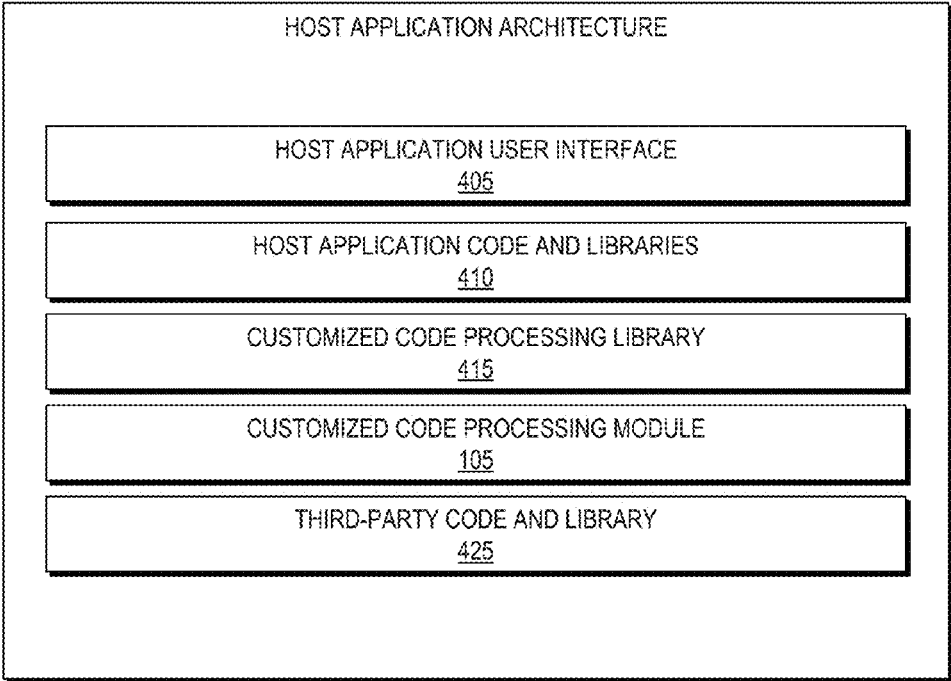 HOST APPLICATION ARCHITECTURE
HOST APPLICATION USER INTERFACE
405
HOST APPLICATION CODE AND LIBRARIES
410
CUSTOMIZED CODE PROCESSING LIBRARY
415
CUSTOMIZED CODE PROCESSING MODULE
105
THIRD-PARTY CODE AND LIBRARY
425